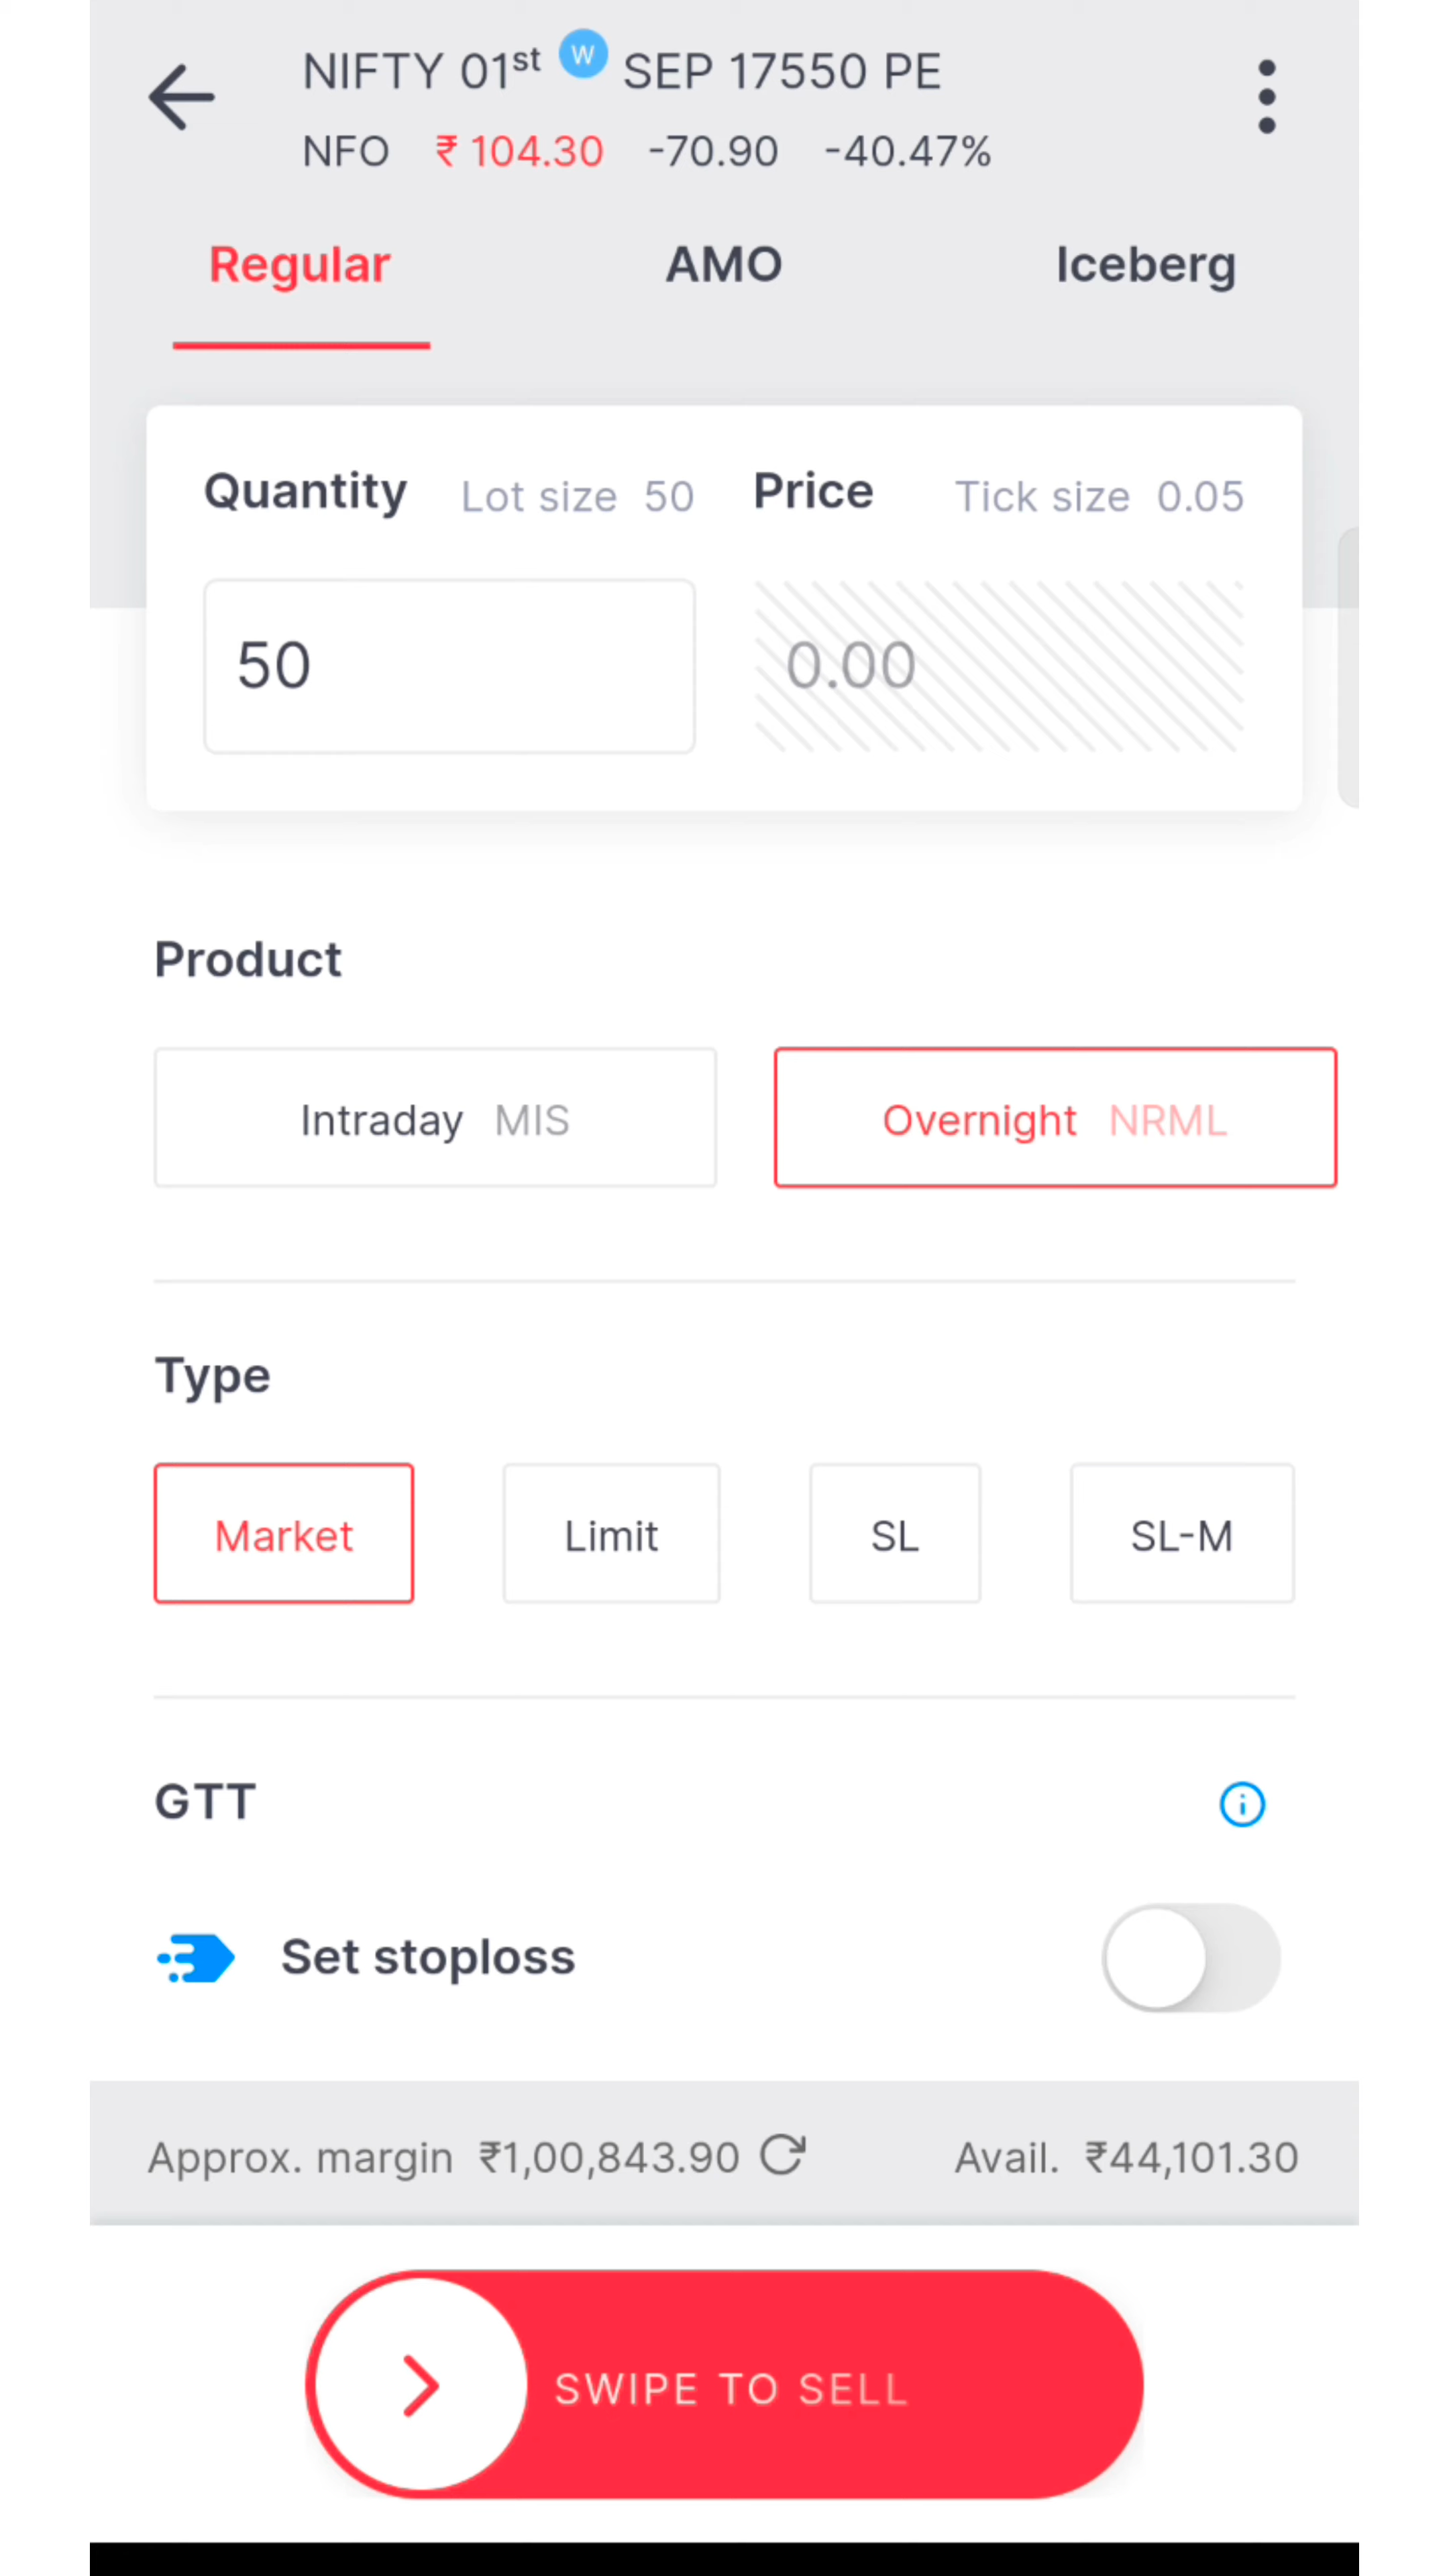 NIFTY 01st W SEP 17550 PE
NFO ₹ 104.30 -70.90 -40.47%
Regular AMO Iceberg
Quantity Lot size 50 Price Tick size 0.05
50 0.00
Product
Intraday MIS Overnight NRML
Type
Market Limit SL SL-M
GTT
Set stoploss
Approx. margin ₹1,00,843.90 Avail. ₹44,101.30
SWIPE TO SELL